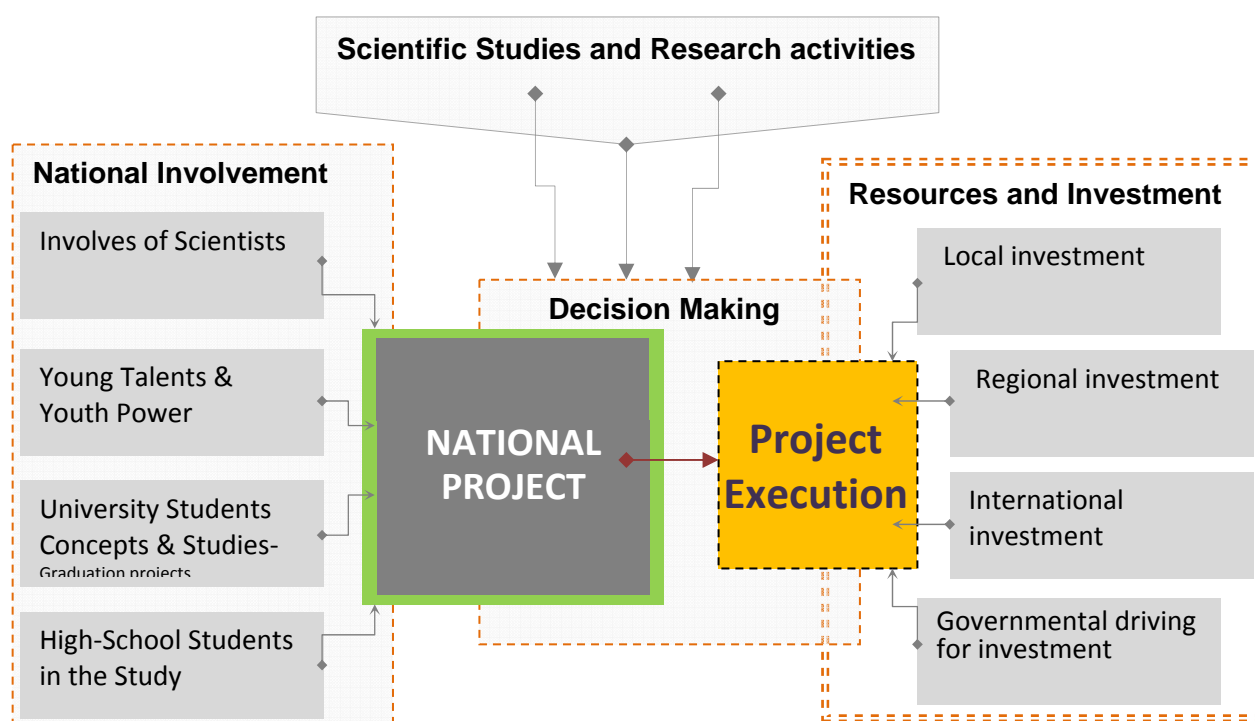 Scientific Studies and Research activities
National Involvement
Involves of Scientists
Young Talents &
Youth Power
University Students
Concepts & Studies-
Graduation projects
High-School Students
in the Study
Decision Making
NATIONAL
PROJECT
Project
Execution
Resources and Investment
Local investment
Regional investment
International
investment
Governmental driving
for investment